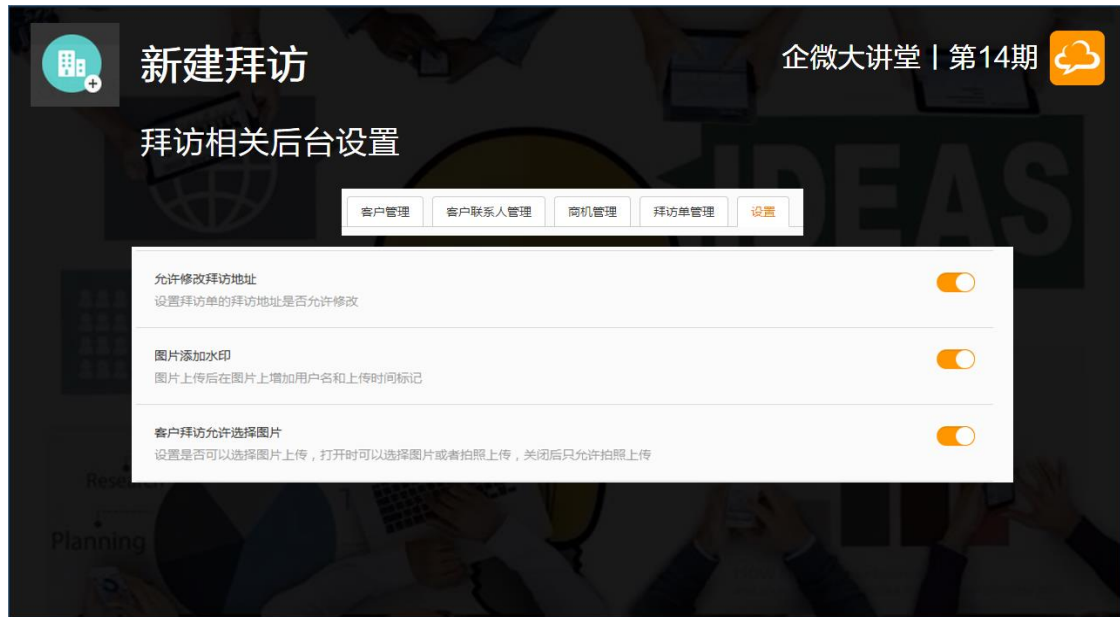 新建拜访
企微大讲堂丨第14期
拜访相关后台设置
IDEAS
客户管理 客户联系人管理 商机管理 拜访单管理 设置
允许修改拜访地址
设置拜访单的拜访地址是否允许修改
图片添加水印
图片上传后在图片上增加用户名和上传时间标记
客户拜访允许选择图片
设置是否可以选择图片上传，打开时可以选择图片或者拍照上传，关闭后只允许拍照上传
Research
Planning